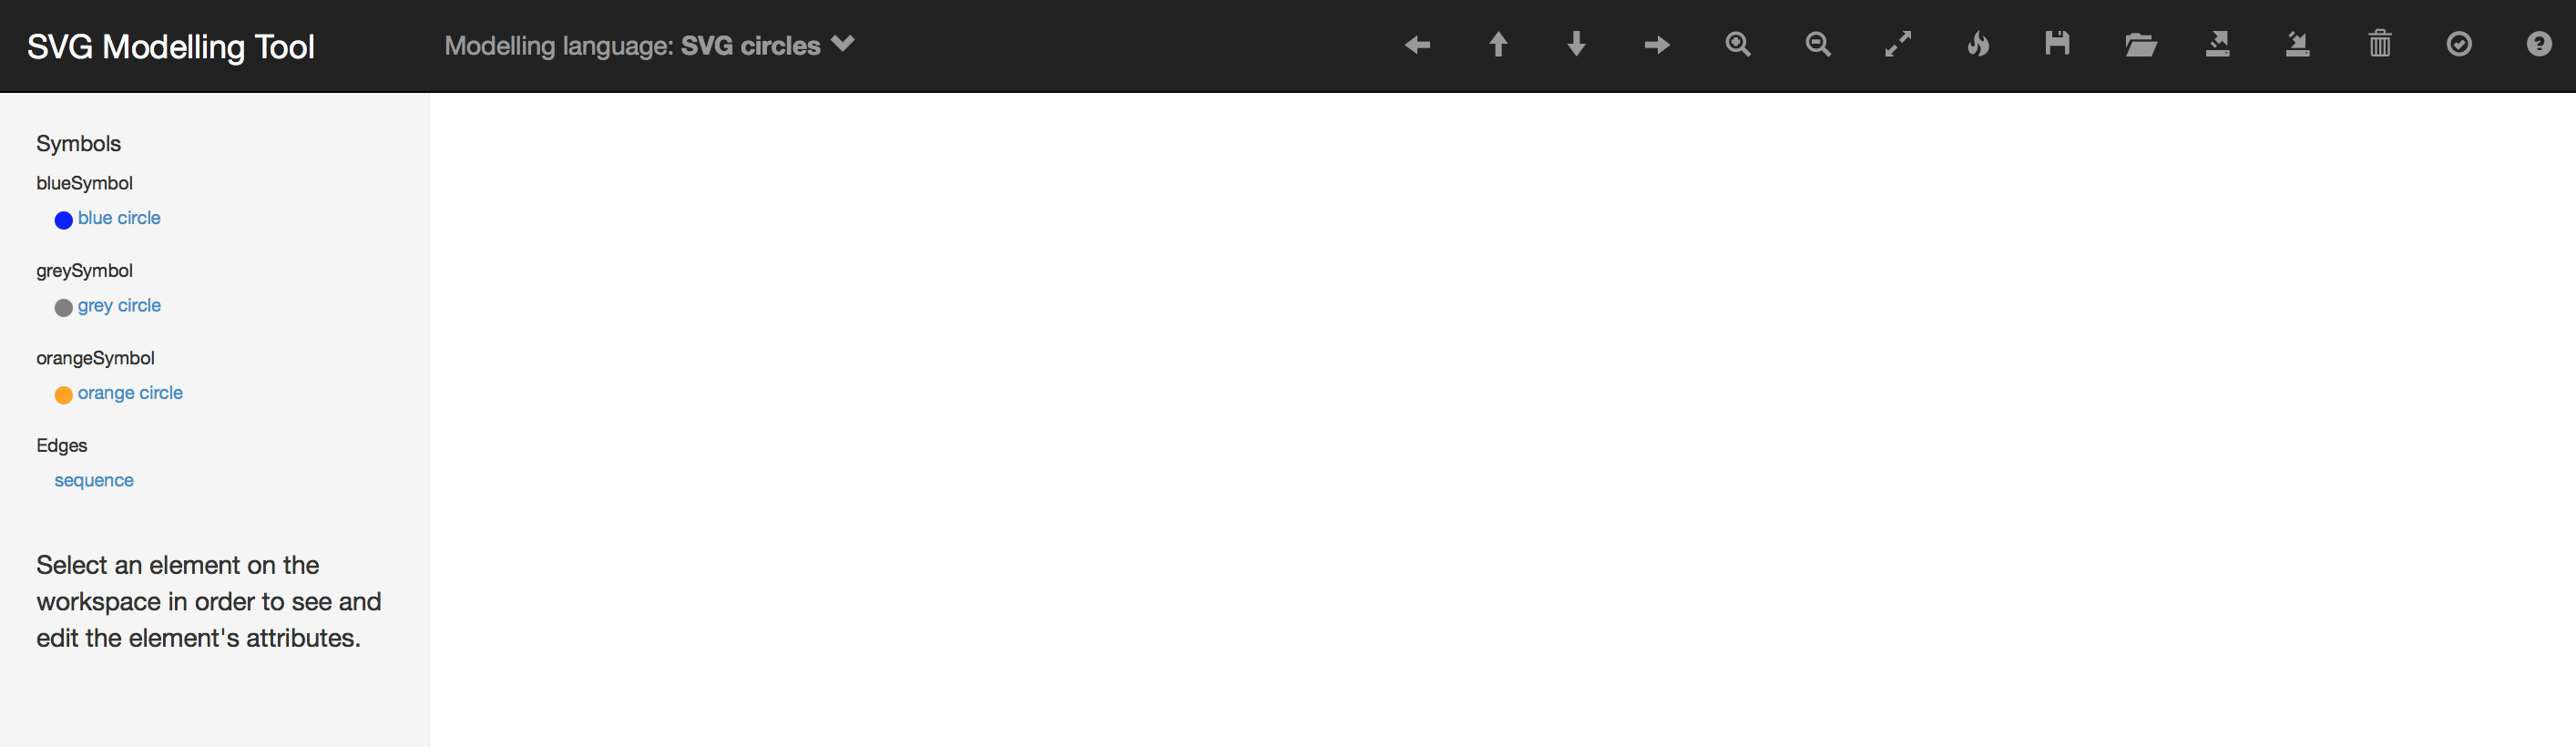 SVG Modelling Tool
Modelling language: SVG circles
Symbols
blueSymbol
blue circle
greySymbol
grey circle
orangeSymbol
orange circle
Edges
sequence
Select an element on the
workspace in order to see and
edit the element's attributes.